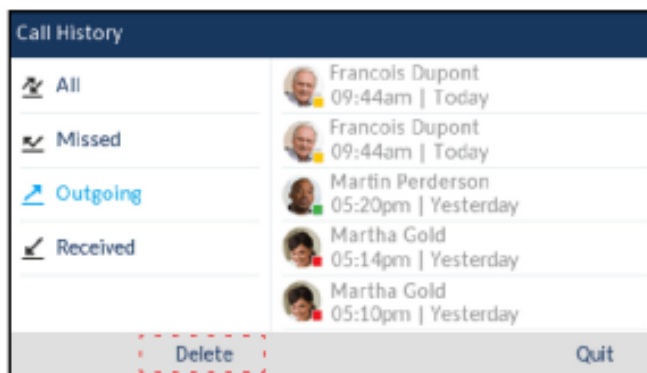 Call History
All
Missed
Outgoing
Received
Francois Dupont
09:44am | Today
Francois Dupont
09:44am | Today
Martin Perderson
05:20pm | Yesterday
Martha Gold
05:14pm | Yesterday
Martha Gold
05:10pm | Yesterday
Delete
Quit